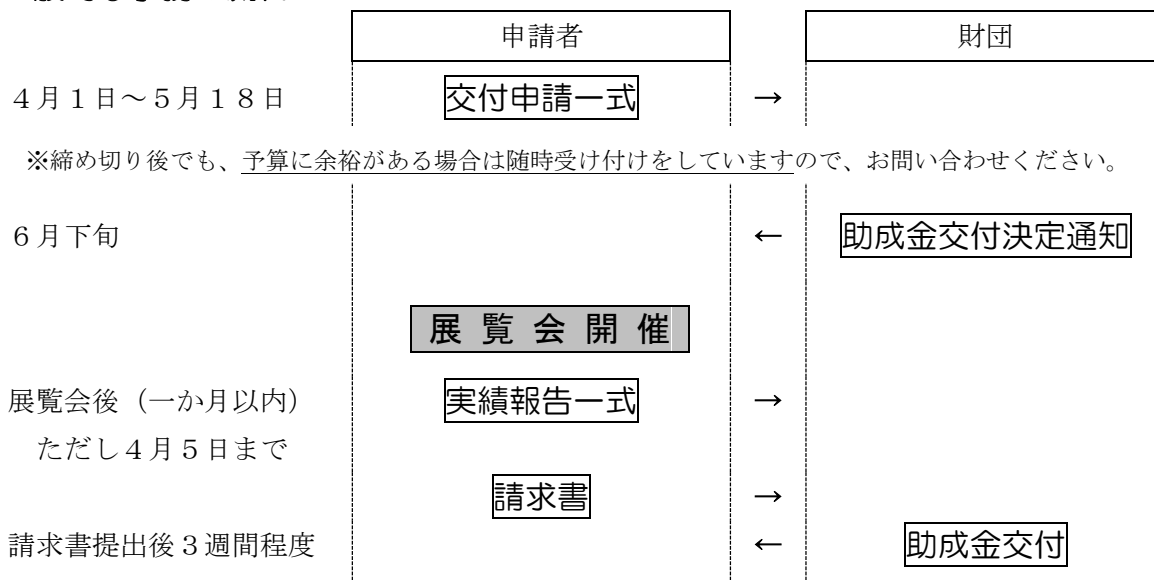 申請者 財団
４月１日～５月１８日 交付申請一式 →
※締め切り後でも、予算に余裕がある場合は随時受け付けをしていますので、お問い合わせください。
６月下旬 ← 助成金交付決定通知
展覧会開催
展覧会後（一か月以内） 実績報告一式 →
ただし４月５日まで
請求書 →
請求書提出後３週間程度 ← 助成金交付